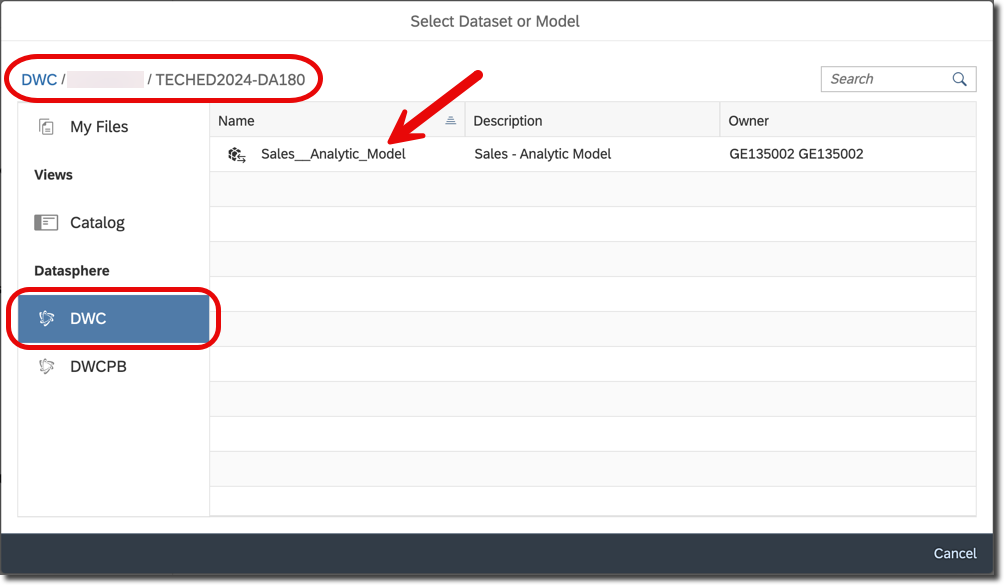 Select Dataset or Model
DWC / / TECHED2024-DA180
Search
My Files
Views
Catalog
Datasphere
DWC
DWCPB
Name Description Owner
Sales__Analytic_Model Sales - Analytic Model GE135002 GE135002
Cancel